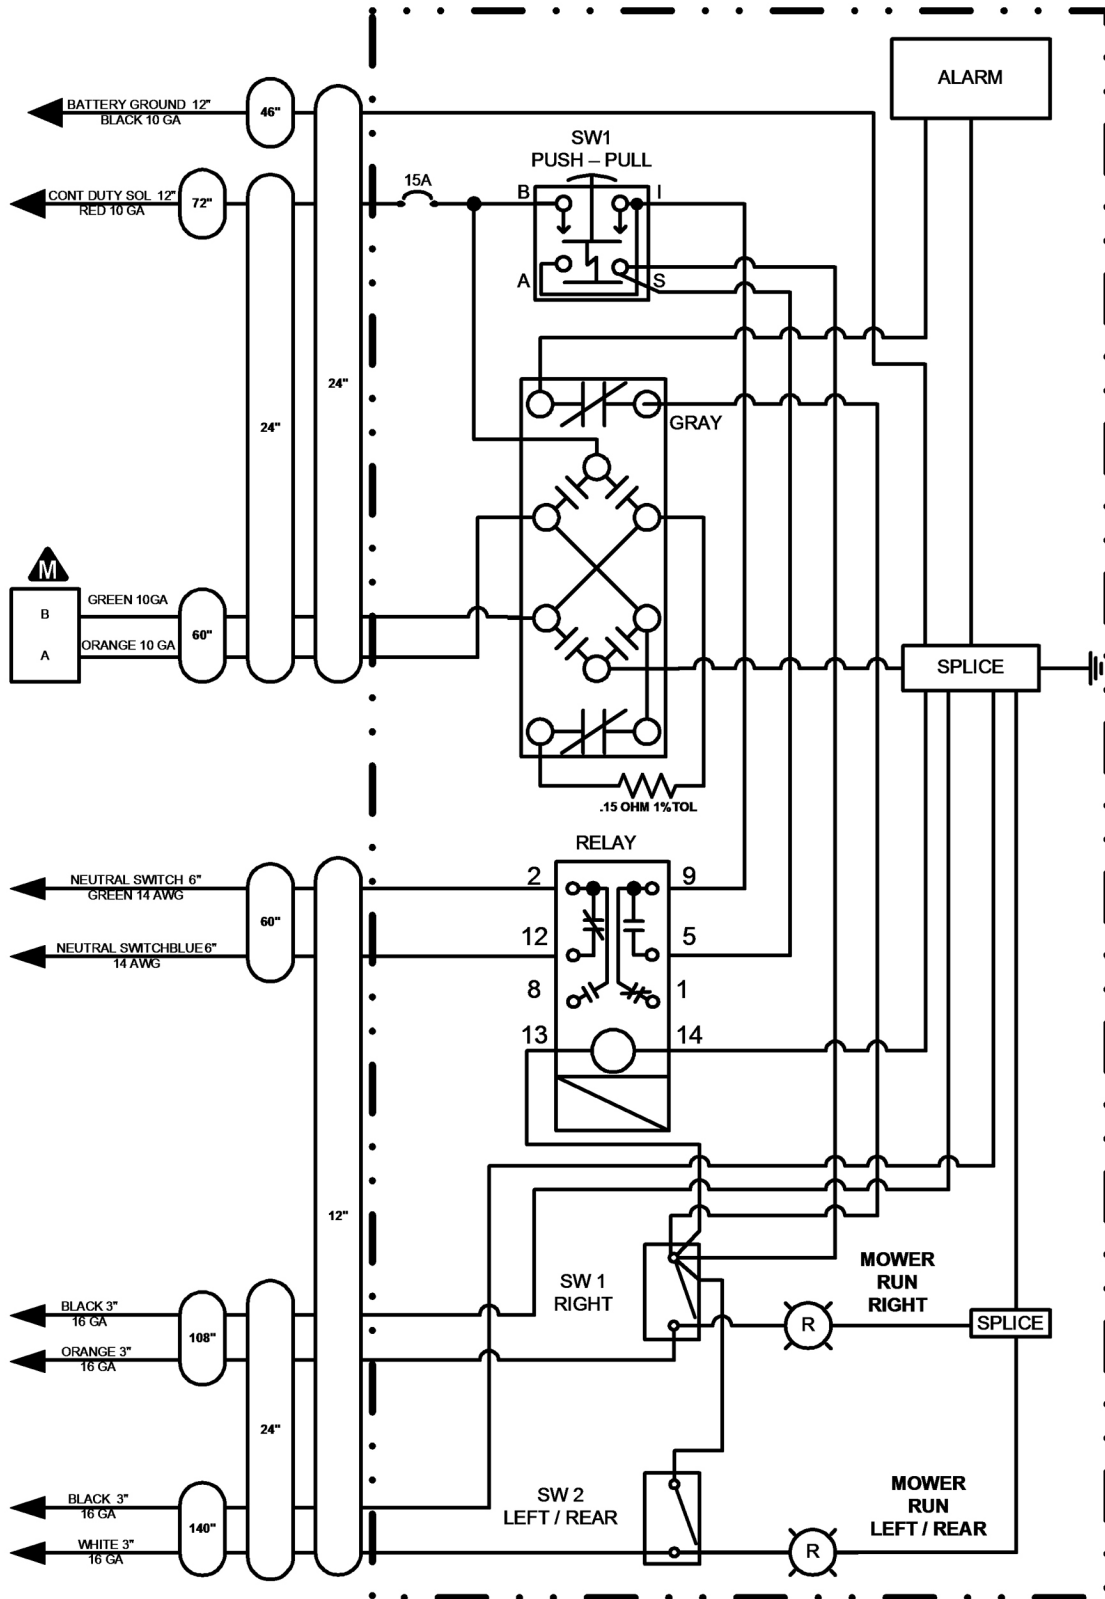 ALARM
BATTERY GROUND 12"
BLACK 10 GA
46"
SW1
PUSH – PULL
15A
B
I
CONT DUTY SOL 12"
RED 10 GA
72"
A
S
24"
GRAY
24"
M
GREEN 10GA
B
60"
ORANGE 10 GA
A
SPLICE
.15 OHM 1%TOL
RELAY
NEUTRAL SWITCH 6"
GREEN 14 AWG
2
9
60"
12
5
NEUTRAL SWITCHBLUE6"
14 AWG
8
1
13
14
12"
SW 1
RIGHT
MOWER
RUN
RIGHT
BLACK 3"
16 GA
108"
R
SPLICE
ORANGE 3"
16 GA
24"
SW 2
LEFT / REAR
MOWER
RUN
LEFT / REAR
BLACK 3"
16 GA
140"
WHITE 3"
16 GA
R